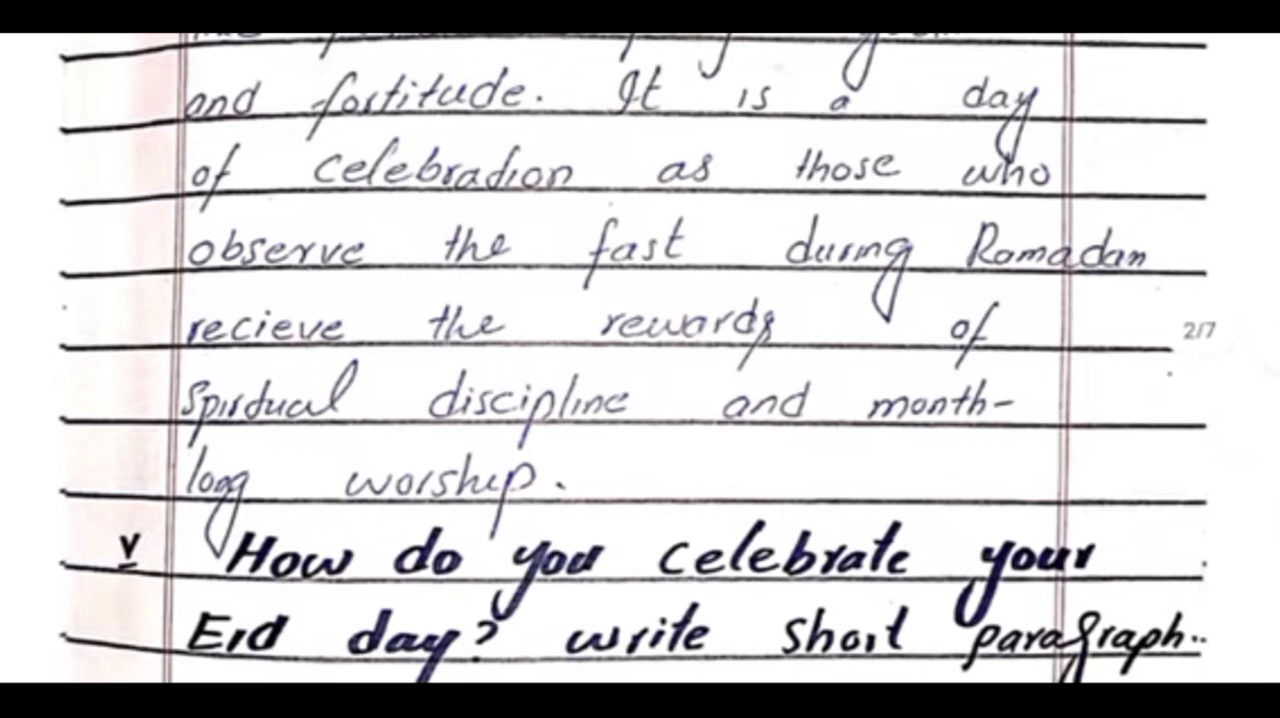 and fortitude. It is a day
of celebration as those who
observe the fast during Ramadan
recieve the rewards of
217
spiritual discipline and month-
long worship.
v How do you celebrate your
Eid day? write short paragraph..